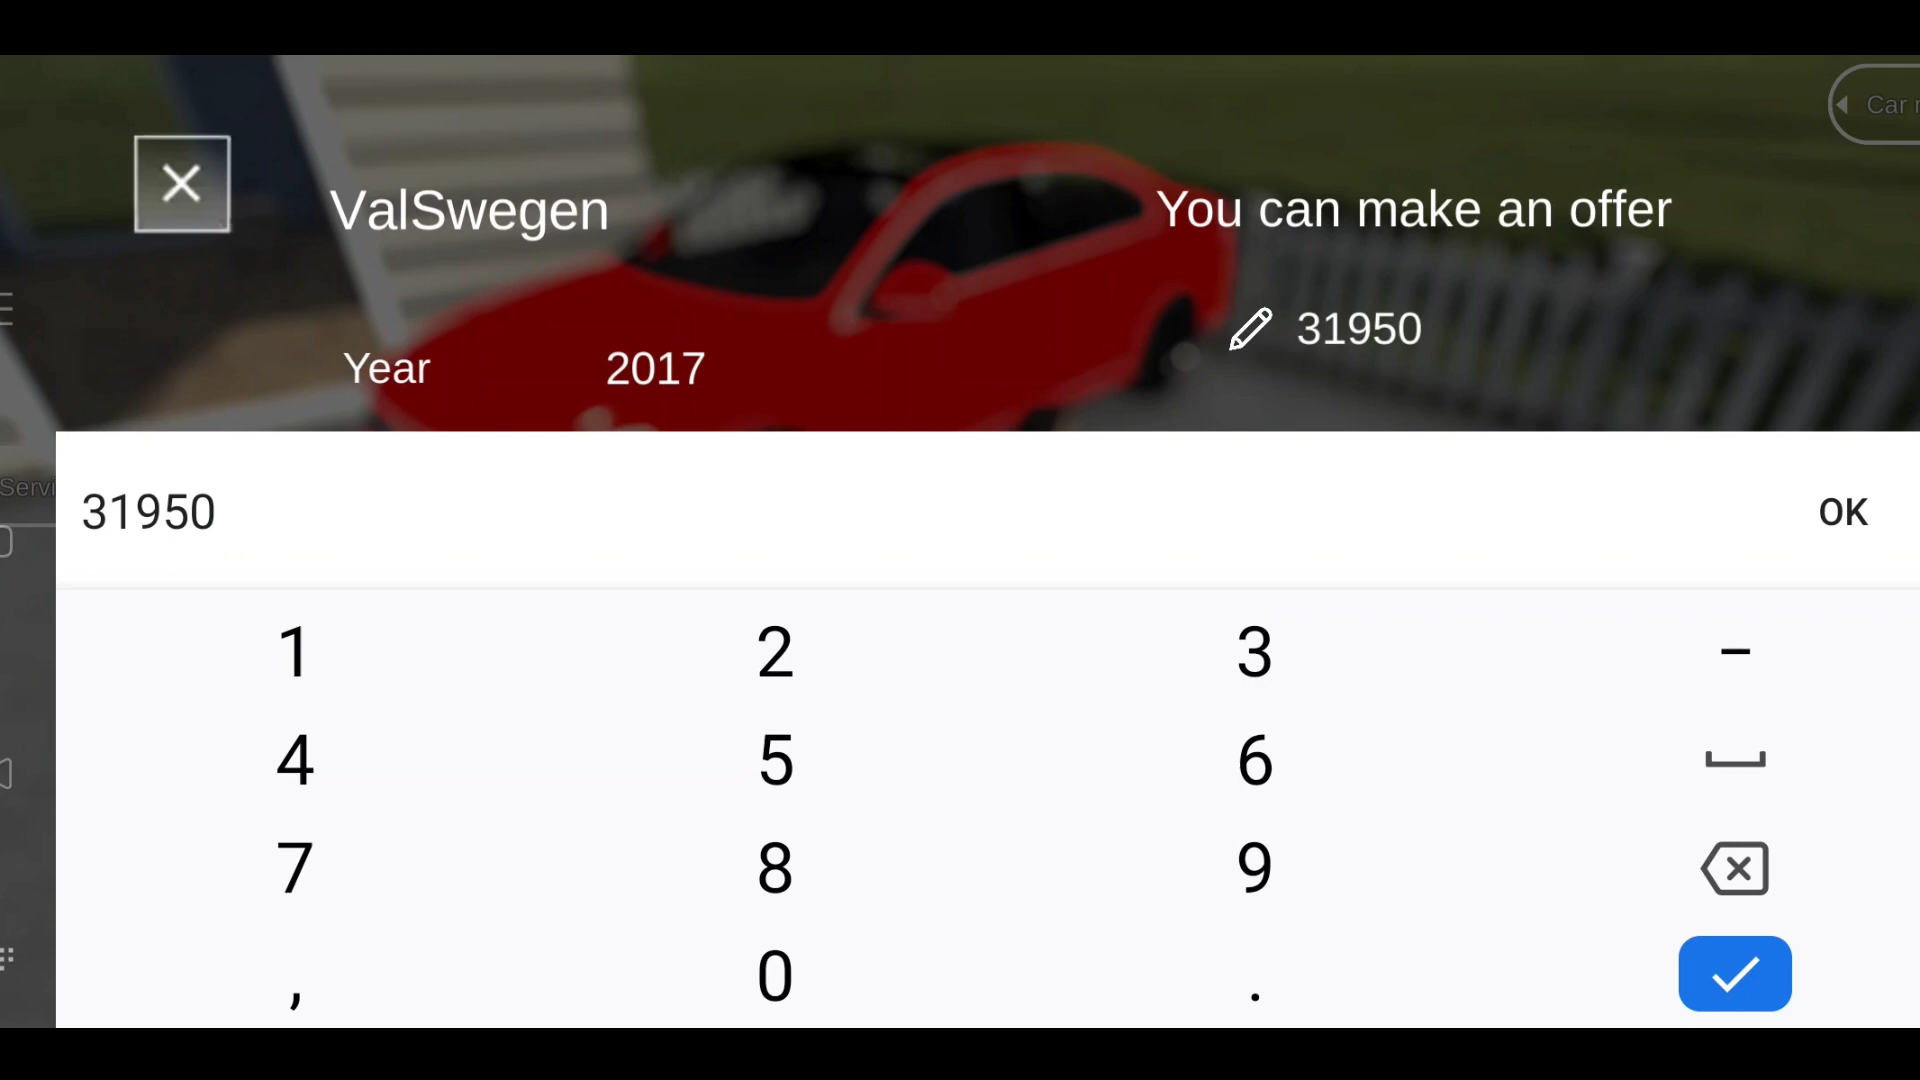 Car
ValSwegen
You can make an offer
31950
Year 2017
Servi
31950 OK
1 2 3 -
4 5 6
7 8 9
, 0 .